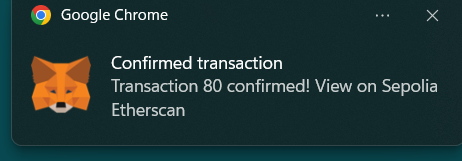 Google Chrome
Confirmed transaction
Transaction 80 confirmed! View on Sepolia
Etherscan